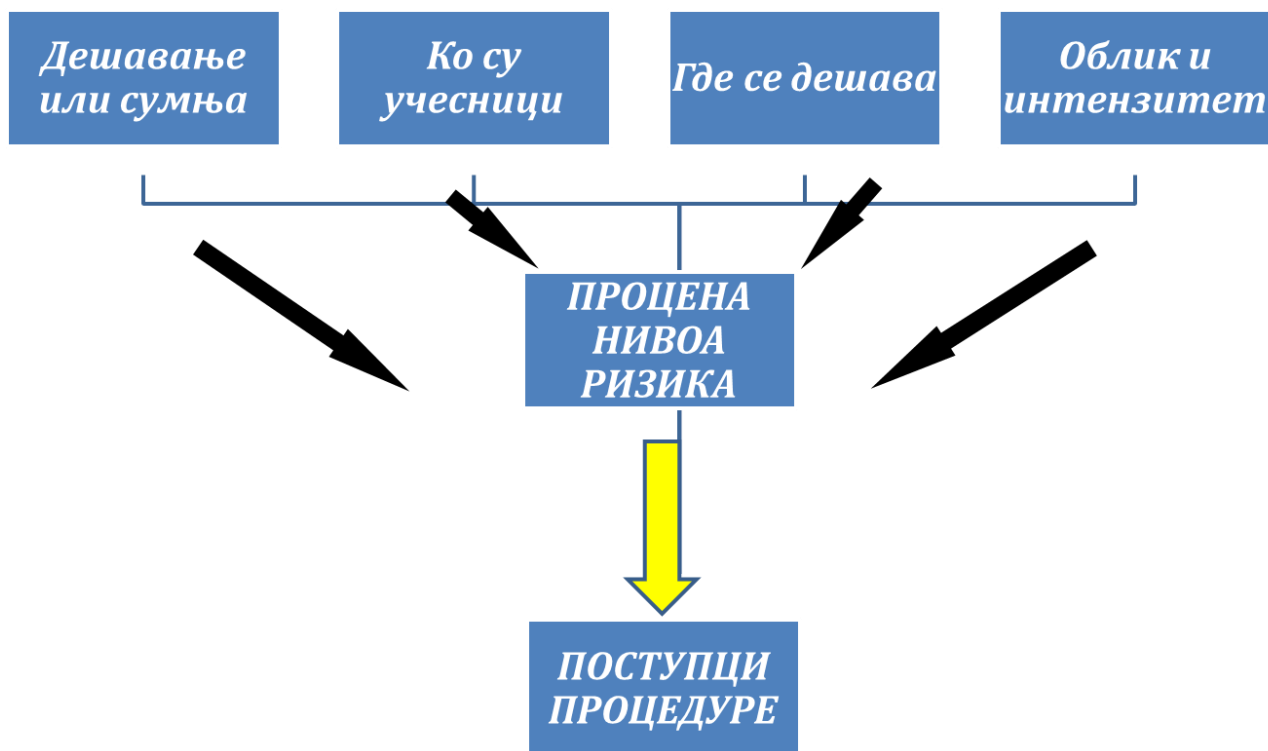 Дешавање
или сумња
Ко су
учесници
Где се дешава
Облик и
интензитет
ПРОЦЕНА
НИВОА
РИЗИКА
ПОСТУПЦИ
ПРОЦЕДУРЕ